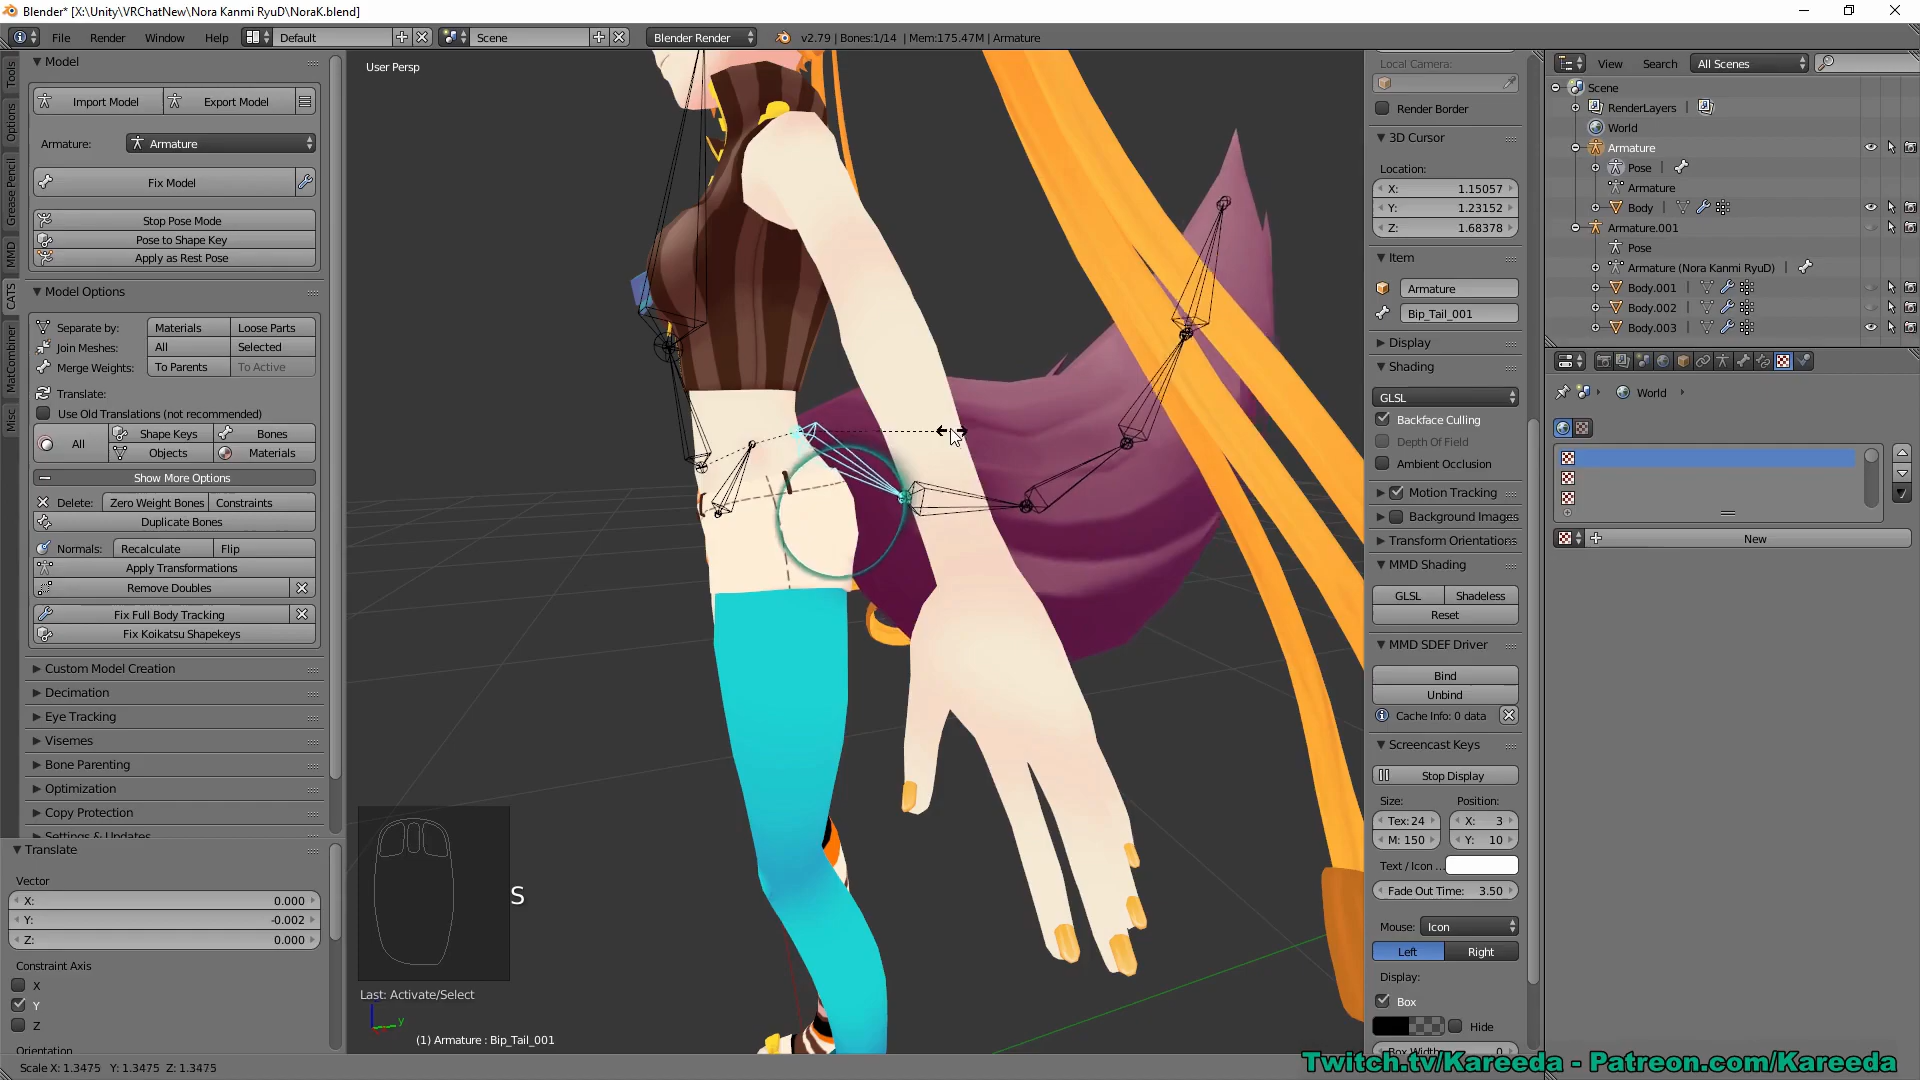 Blender* [X:\Unity\VRChatNew\Nora Kanmi RyuD\NoraK.blend]
File Render Window Help Default Scene Blender Render v2.79 | Bones:1/14 | Mem:175.47M | Armature
Tools
Options
Grease Pencil
MMD
CATS
MatCombiner
Misc
Model
Import Model Export Model
Armature: Armature
Fix Model
Stop Pose Mode
Pose to Shape Key
Apply as Rest Pose
Model Options
Separate by: Materials Loose Parts
Join Meshes: All Selected
Merge Weights: To Parents To Active
Translate:
Use Old Translations (not recommended)
All Shape Keys Bones
Objects Materials
Show More Options
Delete: Zero Weight Bones Constraints
Duplicate Bones
Normals: Recalculate Flip
Apply Transformations
Remove Doubles
Fix Full Body Tracking
Fix Koikatsu Shapekeys
Custom Model Creation
Decimation
Eye Tracking
Visemes
Bone Parenting
Optimization
Copy Protection
Settings & Updates
Translate
Vector
X: 0.000
Y: -0.002
Z: 0.000
Constraint Axis
X
Y
Z
Orientation
Scale X: 1.3475 Y: 1.3475 Z: 1.3475
User Persp
S
Last: Activate/Select
y
(1) Armature : Bip_Tail_001
Local Camera:
Render Border
3D Cursor
Location:
X: 1.15057
Y: 1.23152
Z: 1.68378
Item
Armature
Bip_Tail_001
Display
Shading
GLSL
Backface Culling
Depth Of Field
Ambient Occlusion
Motion Tracking
Background Images
Transform Orientations
MMD Shading
GLSL Shadeless
Reset
MMD SDEF Driver
Bind
Unbind
Cache Info: 0 data
Screencast Keys
Stop Display
Size: Position:
Tex: 24 X: 3
M: 150 Y: 10
Text / Icon ...
Fade Out Time: 3.50
Mouse: Icon
Left Right
Display:
Box
Hide
Box Width: 0
View Search All Scenes
Scene
RenderLayers
World
Armature
Pose
Armature
Body
Armature.001
Pose
Armature (Nora Kanmi RyuD)
Body.001
Body.002
Body.003
World
New
Twitch.tv/Kareeda - Patreon.com/Kareeda